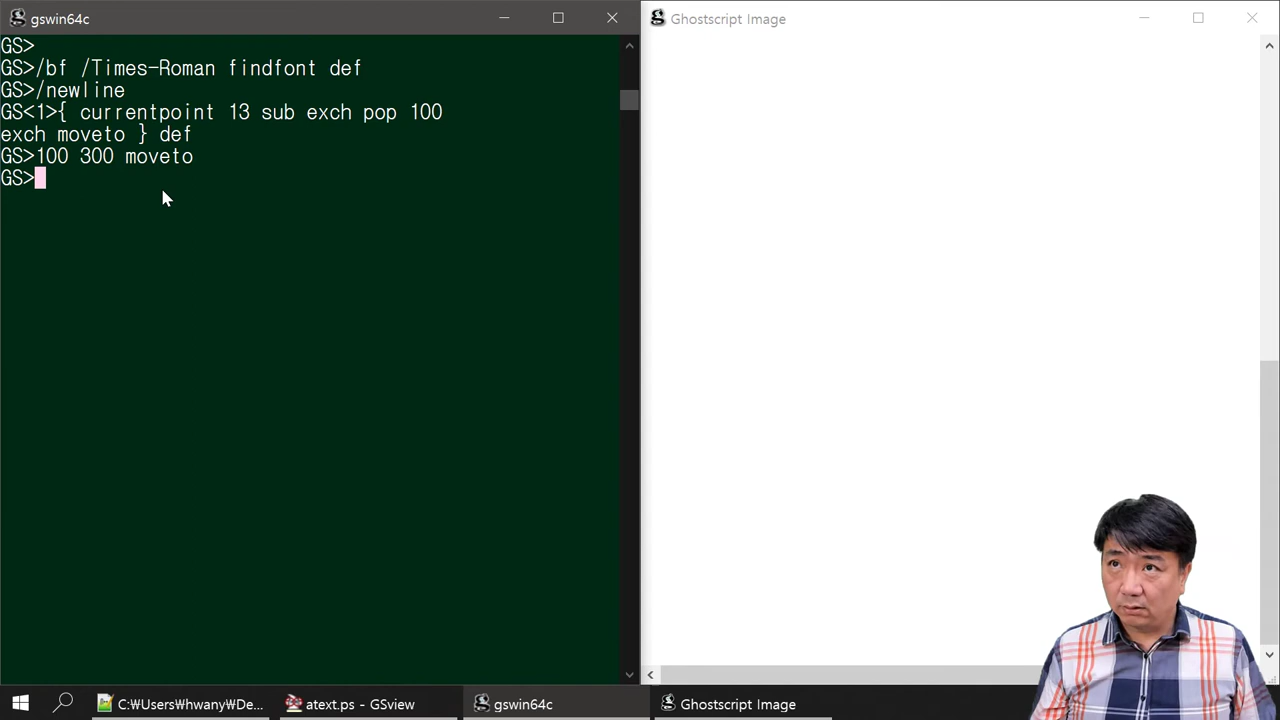 gswin64c
GS>
GS>/bf /Times-Roman findfont def
GS>/newline
GS<1>{ currentpoint 13 sub exch pop 100
exch moveto } def
GS>100 300 moveto
GS>
Ghostscript Image
C:₩Users₩hwany₩De...
atext.ps - GSview
gswin64c
Ghostscript Image